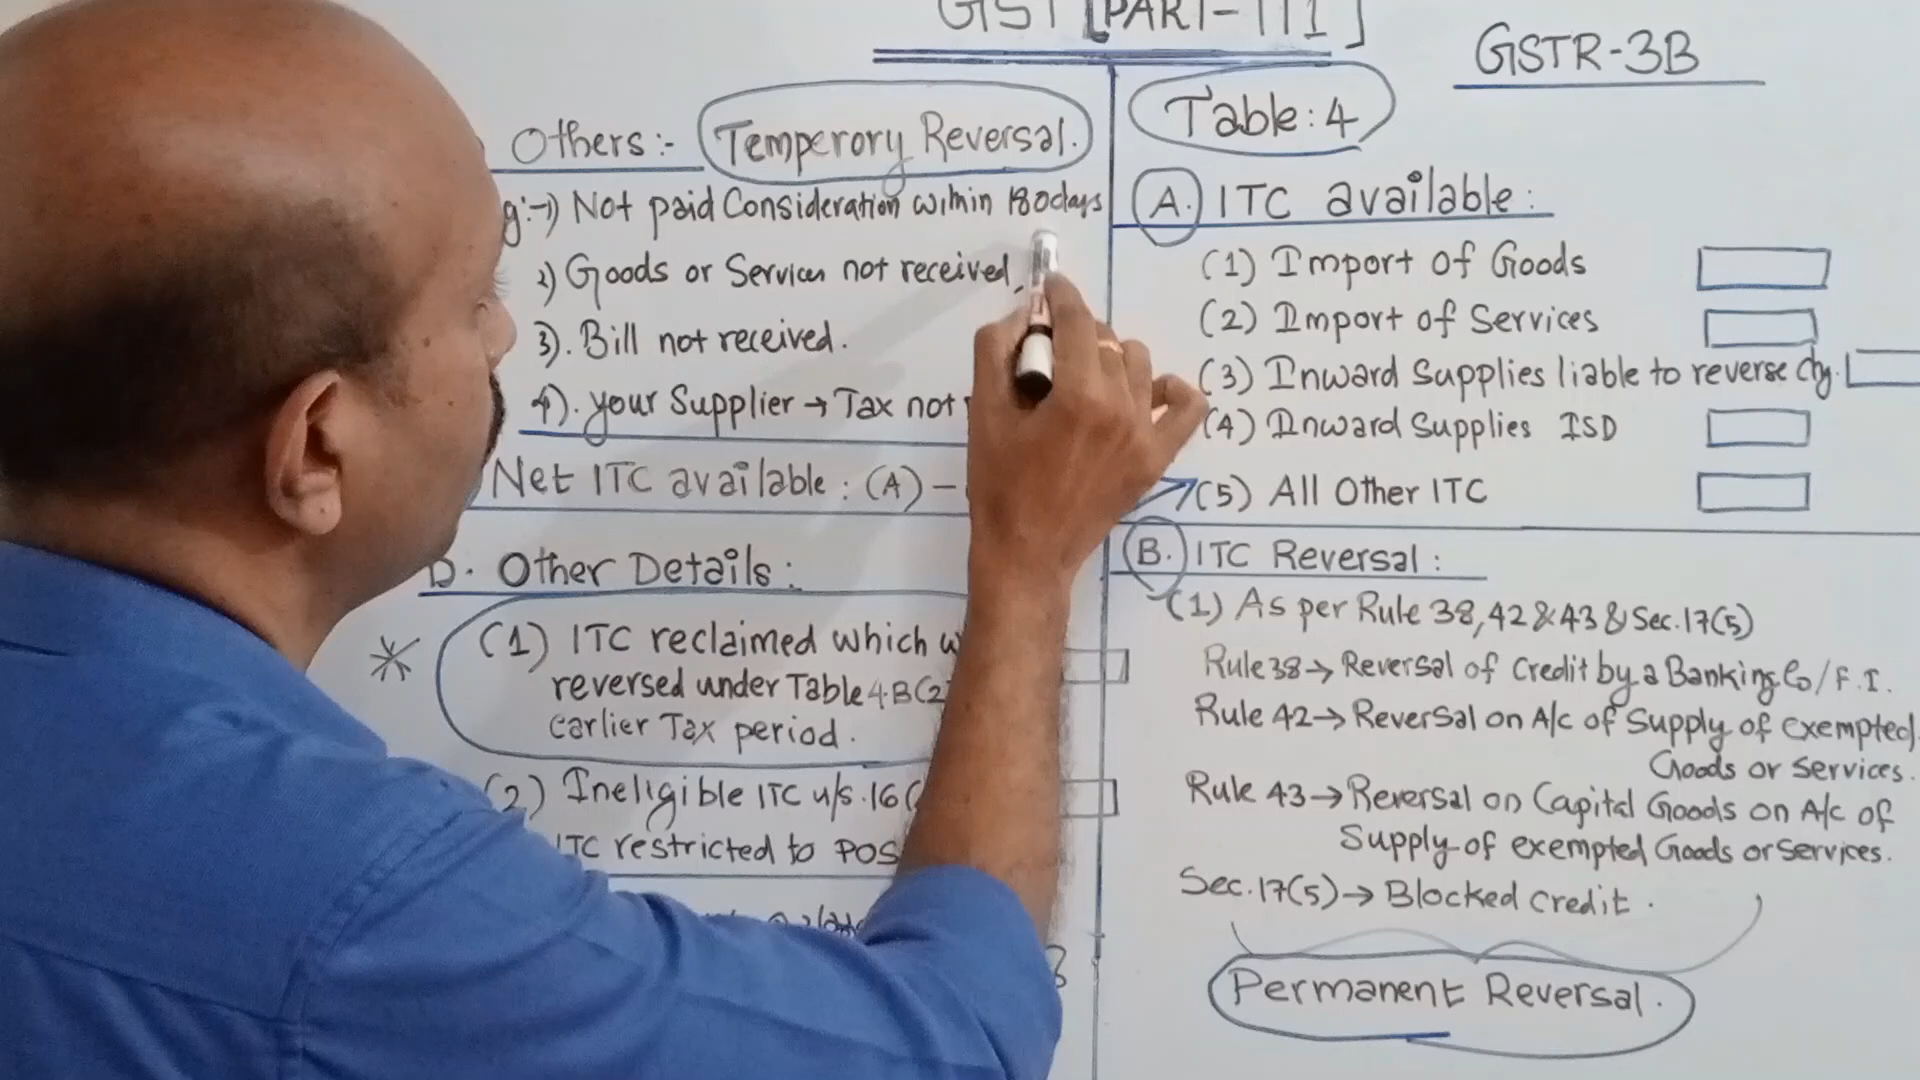 GST [PART-III]
GSTR-3B
Others:- Temperory Reversal.
g:-1) Not paid Consideration within 180days
2) Goods or Services not received,
3). Bill not received.
4). your Supplier → Tax not
Net ITC available: (A) -
D. Other Details:
(1) ITC reclaimed which w
reversed under Table 4.B(2
earlier Tax period.
(2) Ineligible ITC u/s. 16(
ITC restricted to POS
Table: 4
A. ITC available:
(1) Import of Goods
(2) Import of Services
(3) Inward Supplies liable to reverse chg.
(4) Inward Supplies ISD
(5) All Other ITC
B. ITC Reversal:
(1) As per Rule 38, 42 & 43 & Sec. 17(5)
Rule 38 → Reversal of Credit by a Banking Co/F.I.
Rule 42 → Reversal on A/c of Supply of exempted
Goods or Services.
Rule 43 → Reversal on Capital Goods on A/c of
Supply of exempted Goods or Services.
Sec. 17(5) → Blocked Credit.
Permanent Reversal.